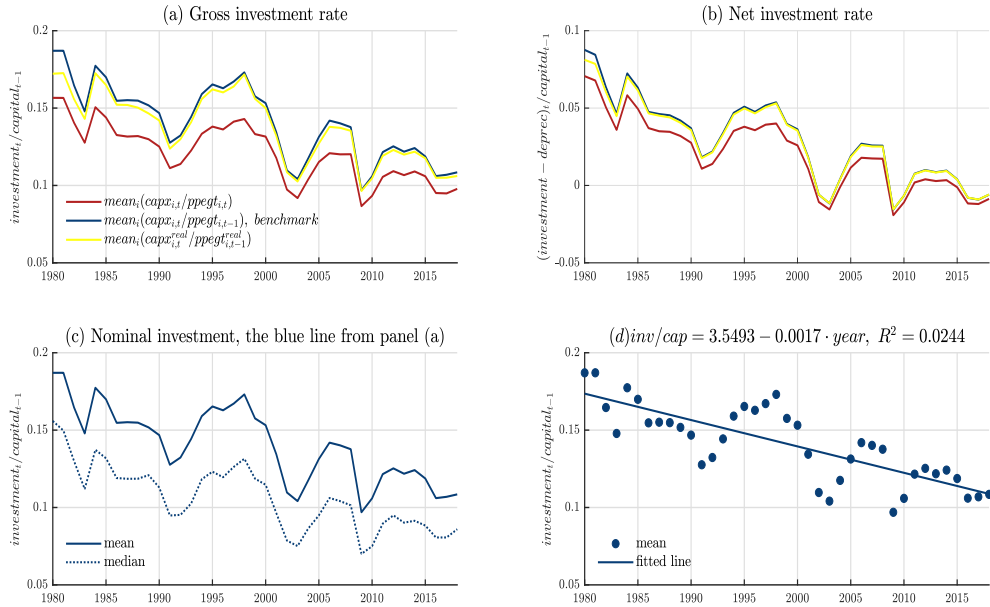 (a) Gross investment rate
investment_t/capital_{t−1}
0.2
0.15
0.1
0.05
mean_i(capx_{i,t}/ppegt_{i,t})
mean_i(capx_{i,t}/ppegt_{i,t−1}), benchmark
mean_i(capx^{real}_{i,t}/ppegt^{real}_{i,t−1})
1980 1985 1990 1995 2000 2005 2010 2015
(b) Net investment rate
(investment − deprec)_t/capital_{t−1}
0.1
0.05
0
-0.05
1980 1985 1990 1995 2000 2005 2010 2015
(c) Nominal investment, the blue line from panel (a)
investment_t/capital_{t−1}
0.2
0.15
0.1
0.05
mean
median
1980 1985 1990 1995 2000 2005 2010 2015
(d)inv/cap = 3.5493 − 0.0017 · year, R² = 0.0244
investment_t/capital_{t−1}
0.2
0.15
0.1
0.05
mean
fitted line
1980 1985 1990 1995 2000 2005 2010 2015